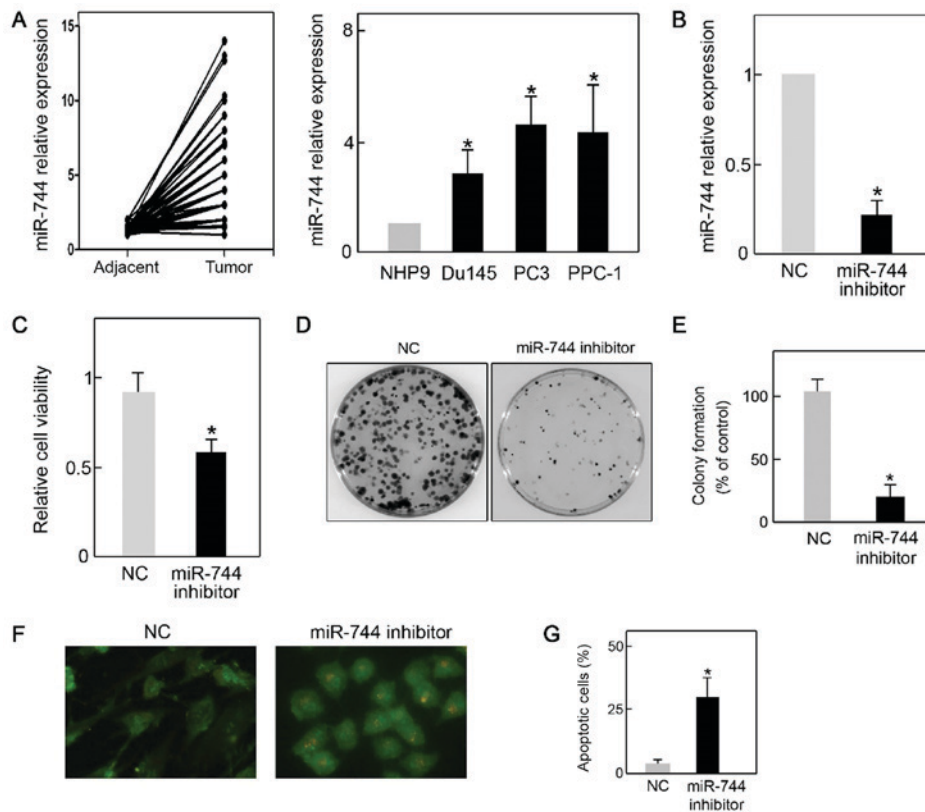 A
miR-744 relative expression
15
10
5
0
Adjacent
Tumor
miR-744 relative expression
8
4
0
*
*
*
NHP9
Du145
PC3
PPC-1
B
miR-744 relative expression
1
0.5
0
*
NC
miR-744
inhibitor
C
Relative cell viability
1
0.5
0
*
NC
miR-744
inhibitor
D
NC
miR-744 inhibitor
E
Colony formation
(% of control)
100
50
0
*
NC
miR-744
inhibitor
F
NC
miR-744 inhibitor
G
Apoptotic cells (%)
50
25
0
*
NC
miR-744
inhibitor